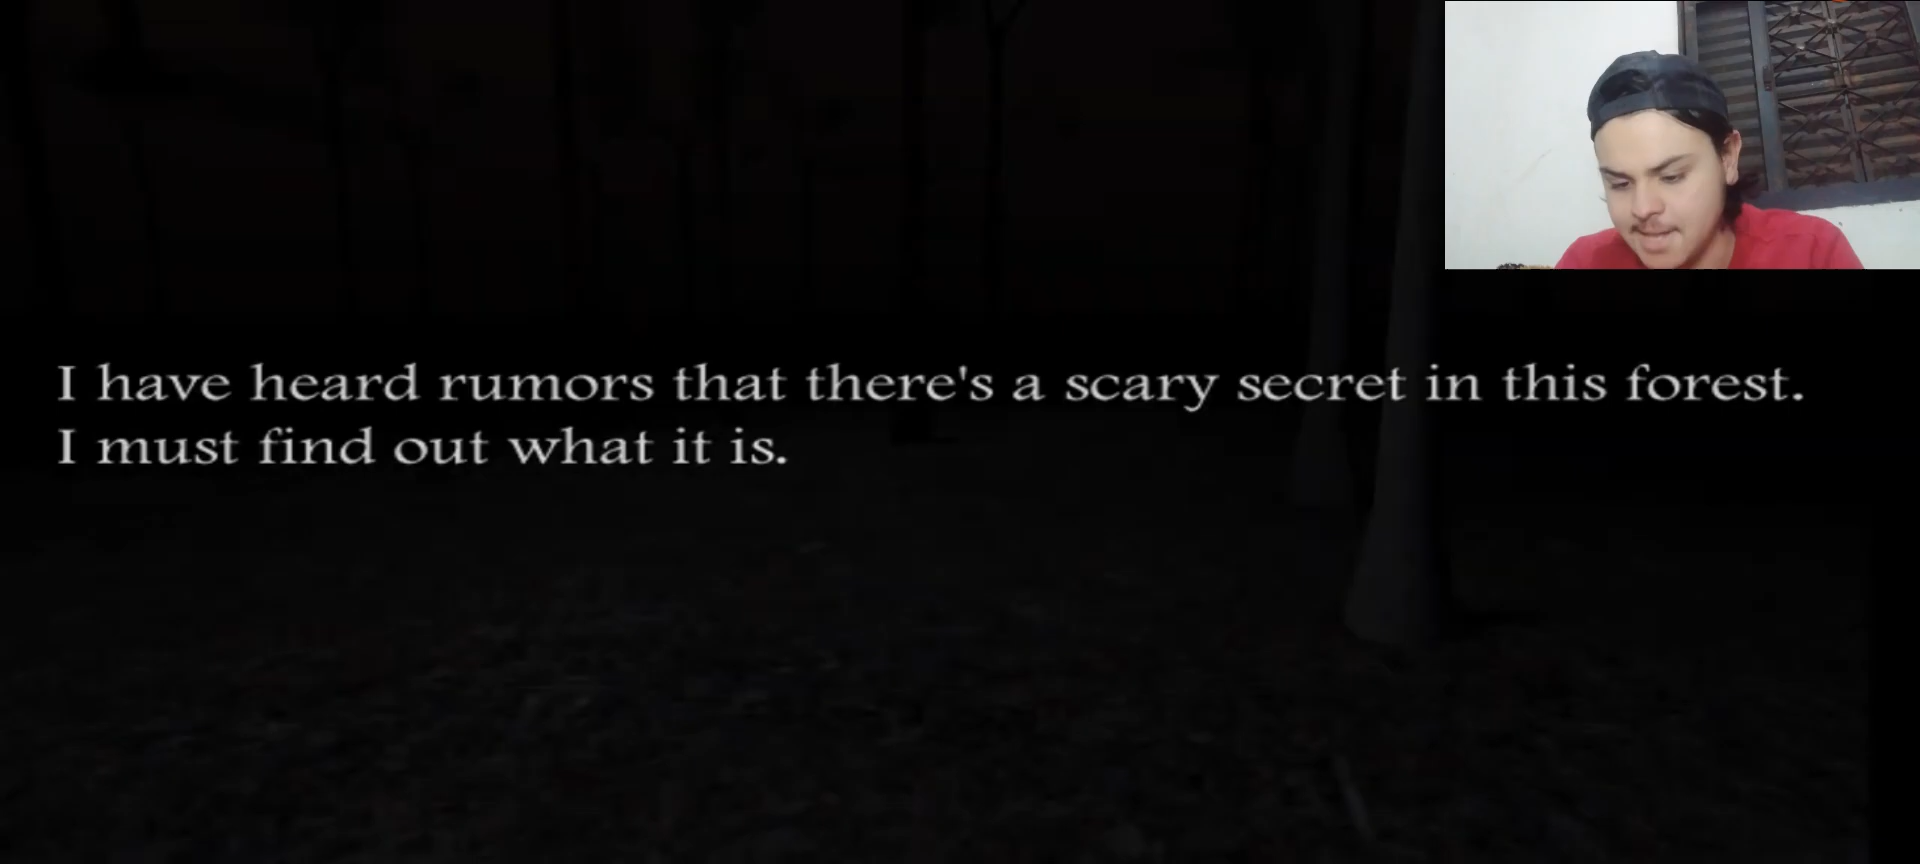 I have heard rumors that there's a scary secret in this forest.
I must find out what it is.